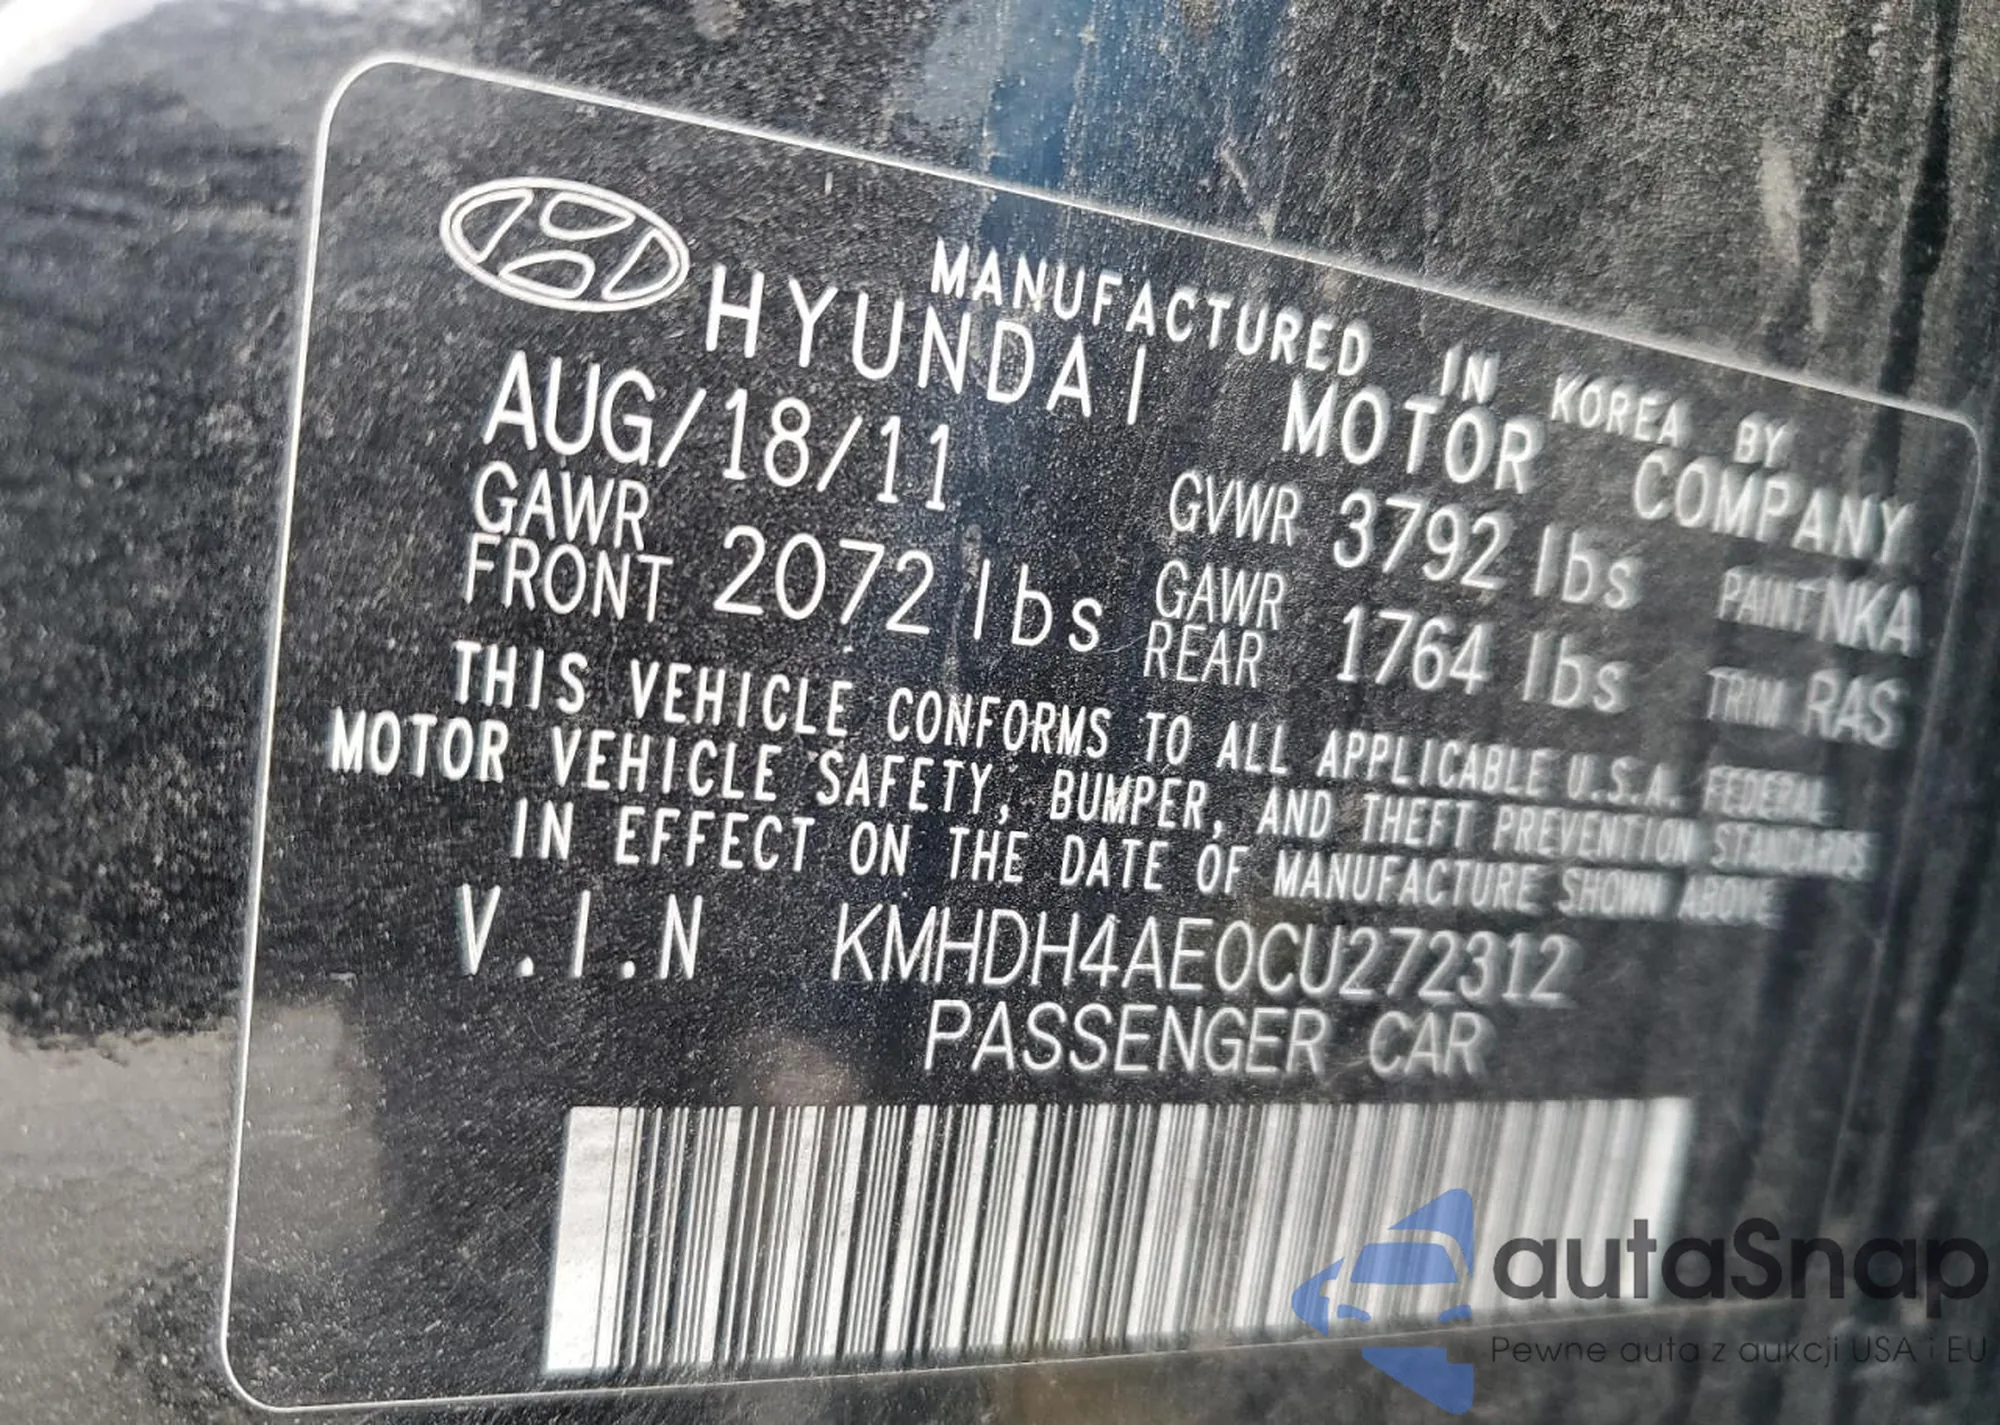 MANUFACTURED IN KOREA BY
HYUNDAI MOTOR COMPANY
AUG/18/11 GVWR 3792 lbs PAINT NKA
GAWR FRONT 2072 lbs GAWR REAR 1764 lbs TRIM RAS
THIS VEHICLE CONFORMS TO ALL APPLICABLE U.S.A. FEDERAL
MOTOR VEHICLE SAFETY, BUMPER, AND THEFT PREVENTION STANDARDS
IN EFFECT ON THE DATE OF MANUFACTURE SHOWN ABOVE
V.I.N KMHDH4AE0CU272312
PASSENGER CAR
autaSnap
Pewne auta z aukcji USA i EU